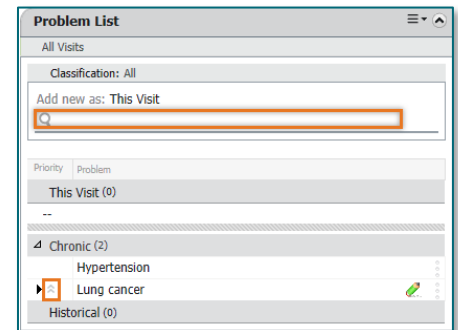 Problem List
All Visits
Classification: All
Add new as: This Visit
Priority Problem
This Visit (0)
--
Chronic (2)
Hypertension
Lung cancer
Historical (0)